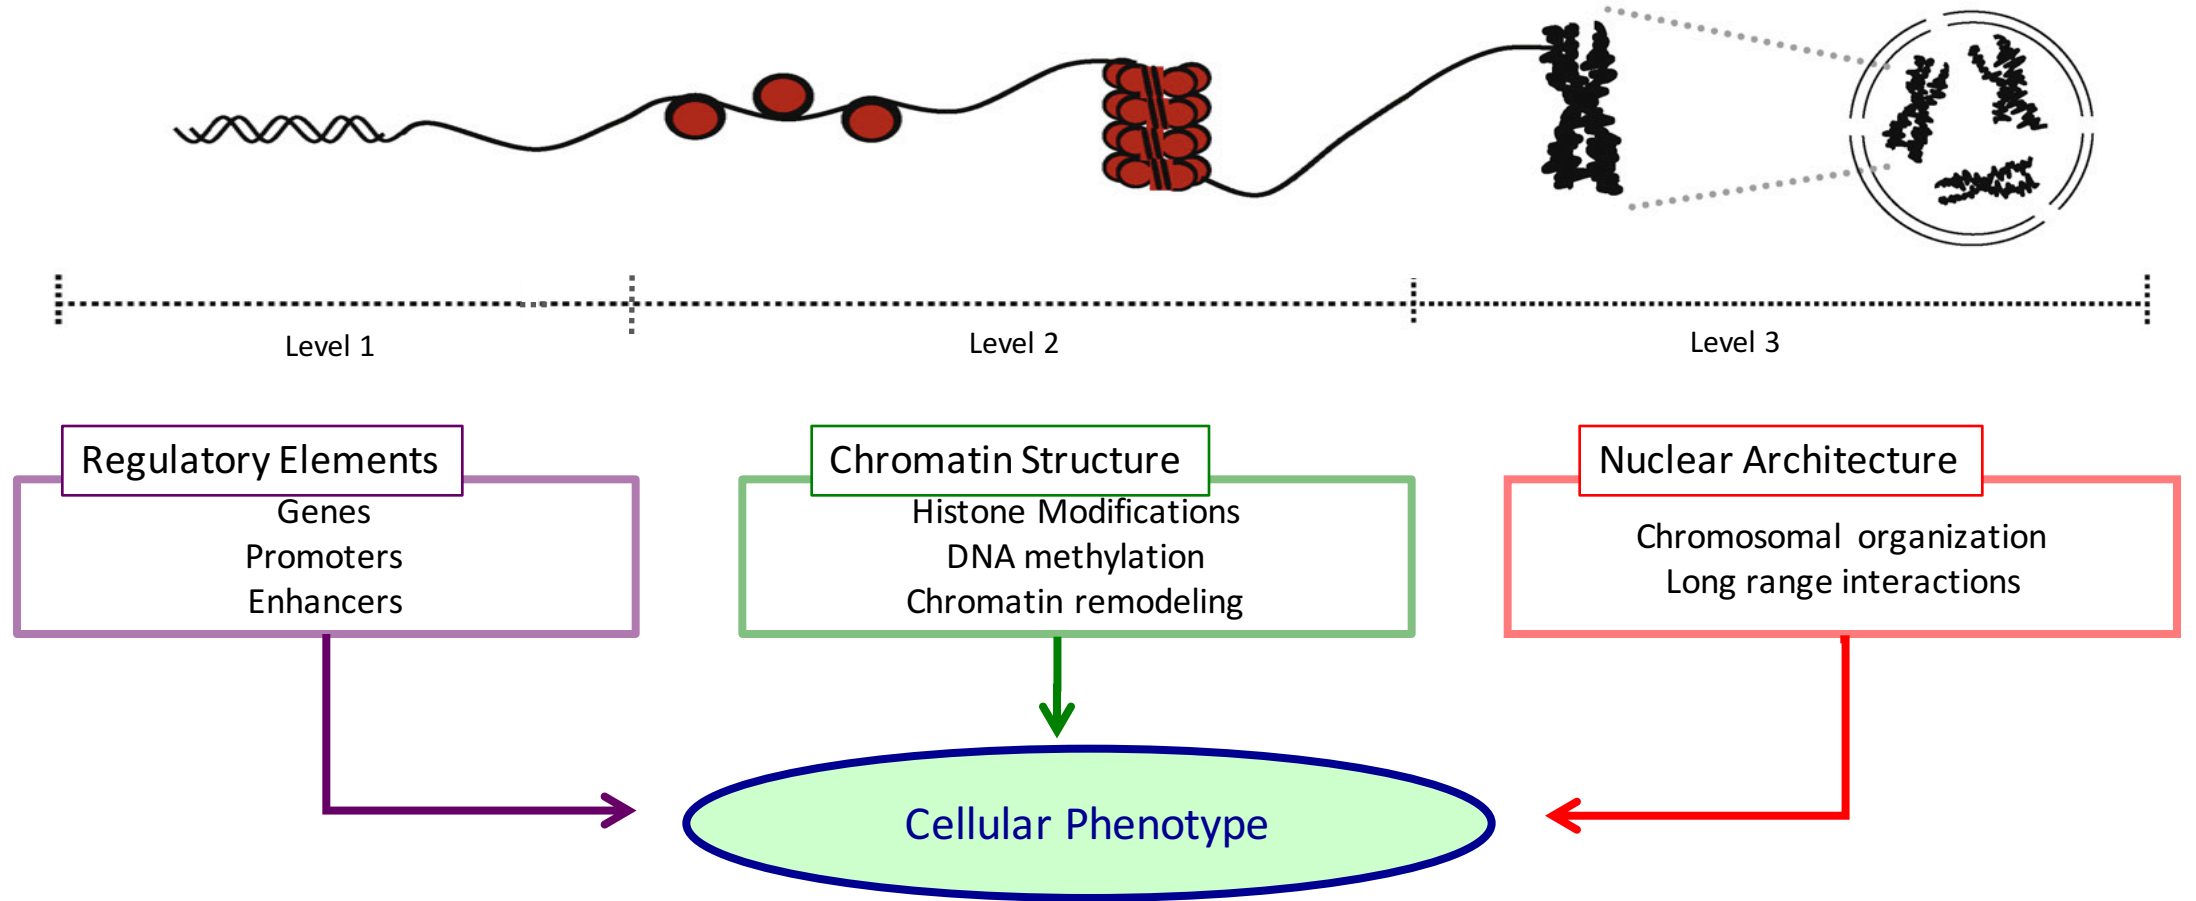 Level 1
Level 2
Level 3
Regulatory Elements
Genes
Promoters
Enhancers
Chromatin Structure
Histone Modifications
DNA methylation
Chromatin remodeling
Nuclear Architecture
Chromosomal organization
Long range interactions
Cellular Phenotype